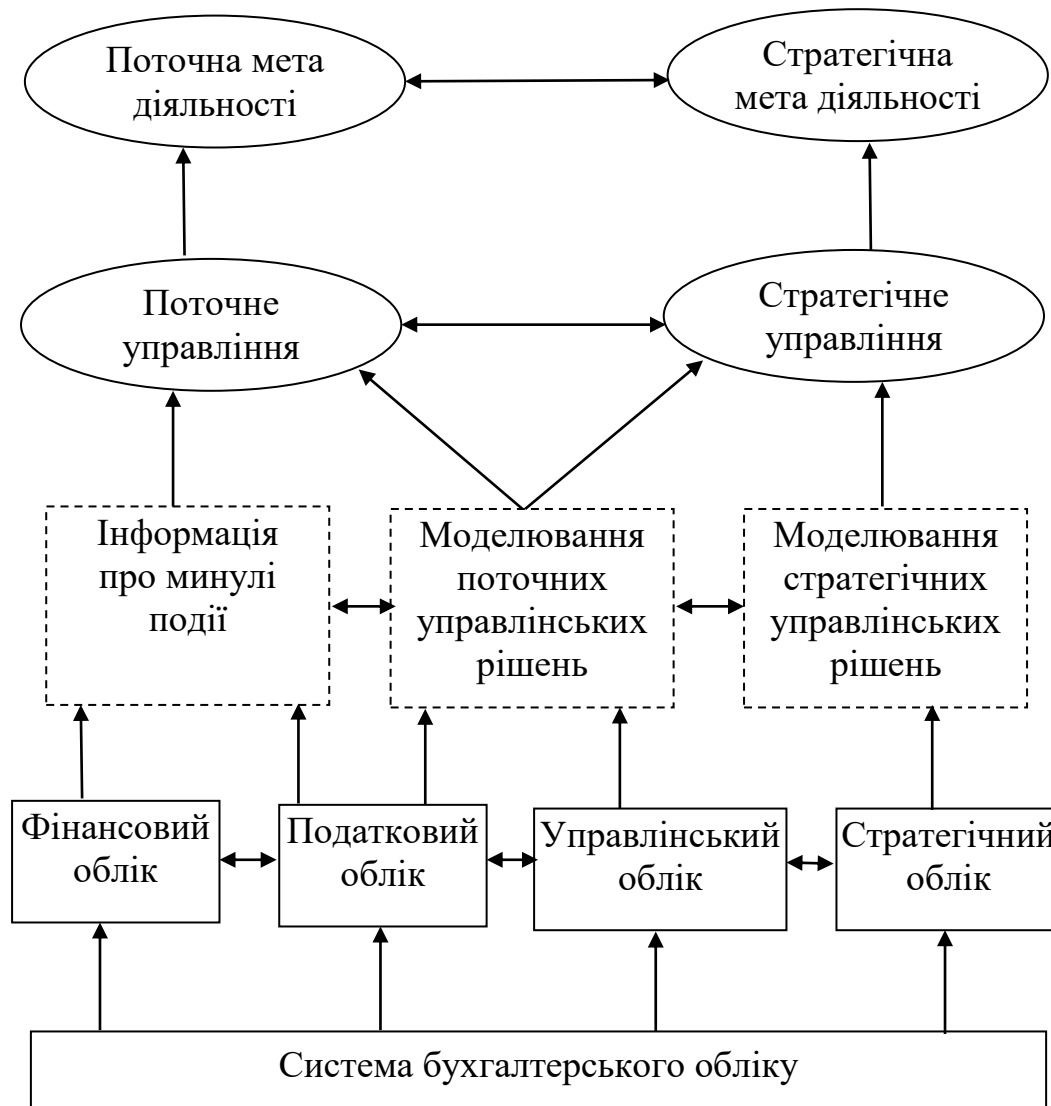 Поточна мета
діяльності
Стратегічна
мета діяльності
Поточне
управління
Стратегічне
управління
Інформація
про минулі
події
Моделювання
поточних
управлінських
рішень
Моделювання
стратегічних
управлінських
рішень
Фінансовий
облік
Податковий
облік
Управлінський
облік
Стратегічний
облік
Система бухгалтерського обліку